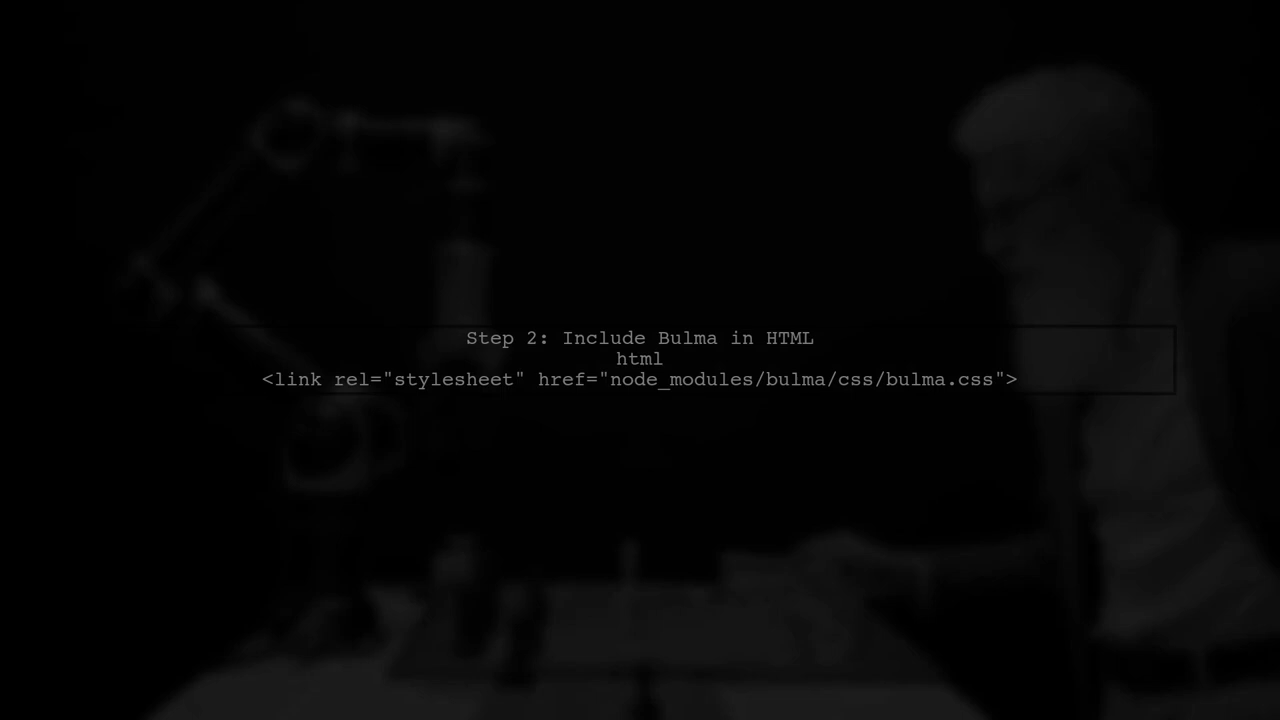 Step 2: Include Bulma in HTML
html
<link rel="stylesheet" href="node_modules/bulma/css/bulma.css">